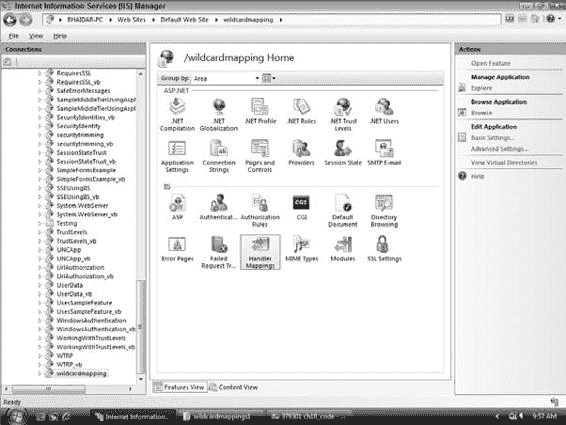 Internet Information Services (IIS) Manager
BHAIDAR-PC Web Sites Default Web Site wildcardmapping
File View Help
Connections
RequiresSSL
RequiresSSL_vb
SafeErrorMessages
SecurityIdentities_vb
SecurityIdentity
securitytrimming
securitytrimming_vb
SessionStateTrust
SessionStateTrust_vb
SimpleFormsExample
SimpleFormsExample_vb
SSEUsingIIS
SSEUsingIIS_vb
System.WebServer
System.WebServer_vb
Testing
TrustLevels
TrustLevels_vb
UNCApp
UNCApp_vb
UrlAuthorization
UrlAuthorization_vb
UserData
UserData_vb
UsesSampleFeature
UsesSampleFeature_vb
WindowsAuthentication
WindowsAuthentication_vb
WorkingWithTrustLevels
WorkingWithTrustLevels_vb
WTRP
WTRP_vb
wildcardmapping
/wildcardmapping Home
Group by: Area
ASP.NET
.NET Compilation
.NET Globalization
.NET Profile
.NET Roles
.NET Trust Levels
.NET Users
Application Settings
Connection Strings
Pages and Controls
Providers
Session State
SMTP E-mail
IIS
ASP
Authenticat...
Authorization Rules
CGI
Default Document
Directory Browsing
Error Pages
Failed Request Tr...
Handler Mappings
MIME Types
Modules
SSL Settings
Features View Content View
Actions
Open Feature
Manage Application
Explore
Browse Application
Browse
Edit Application
Basic Settings...
Advanced Settings...
View Virtual Directories
Help
Ready
Internet Information...
9:57 AM